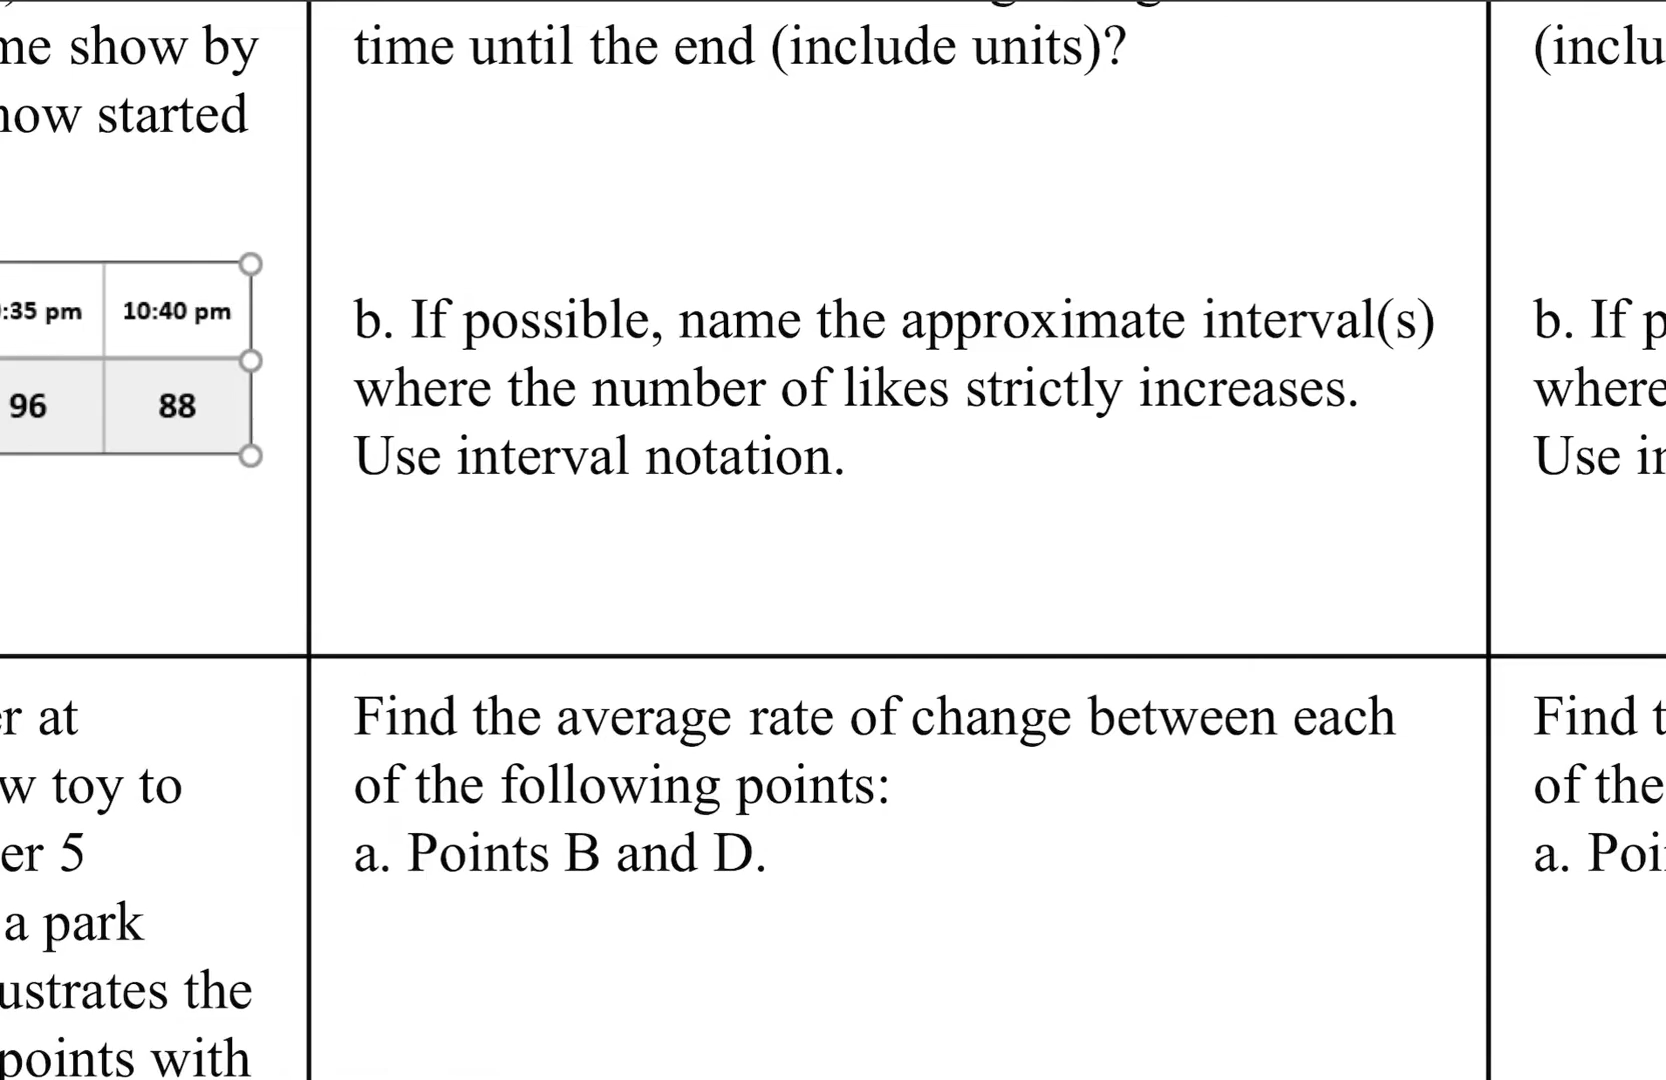 me show by
now started
:35 pm 10:40 pm
96 88
er at
w toy to
er 5
a park
ustrates the
points with
time until the end (include units)?
b. If possible, name the approximate interval(s)
where the number of likes strictly increases.
Use interval notation.
Find the average rate of change between each
of the following points:
a. Points B and D.
(inclu
b. If p
where
Use in
Find t
of the
a. Poi